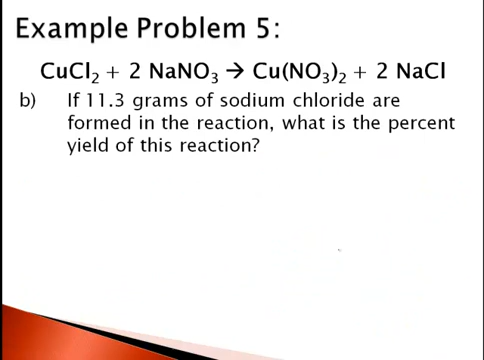 Example Problem 5:
CuCl₂ + 2 NaNO₃ → Cu(NO₃)₂ + 2 NaCl
b) If 11.3 grams of sodium chloride are
formed in the reaction, what is the percent
yield of this reaction?